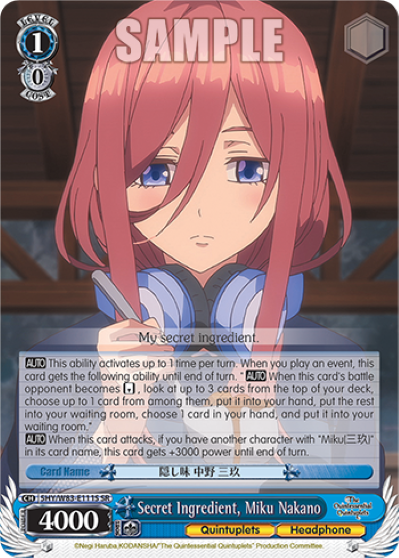 LEVEL
1
0
COST
SAMPLE
My secret ingredient.
AUTO This ability activates up to 1 time per turn. When you play an event, this
card gets the following ability until end of turn. "AUTO When this card's battle
opponent becomes [ ], look at up to 3 cards from the top of your deck,
choose up to 1 card from among them, put it into your hand, put the rest
into your waiting room, choose 1 card in your hand, and put it into your
waiting room."
AUTO When this card attacks, if you have another character with "Miku(三玖)"
in its card name, this card gets +3000 power until end of turn.
Card Name 隠し味 中野 三玖
CH 5HY/W83-E111S SR
4000
Secret Ingredient, Miku Nakano
The Quintessential Quintuplets
Quintuplets Headphone
©Negi Haruba,KODANSHA/"The Quintessential Quintuplets" Production Committee